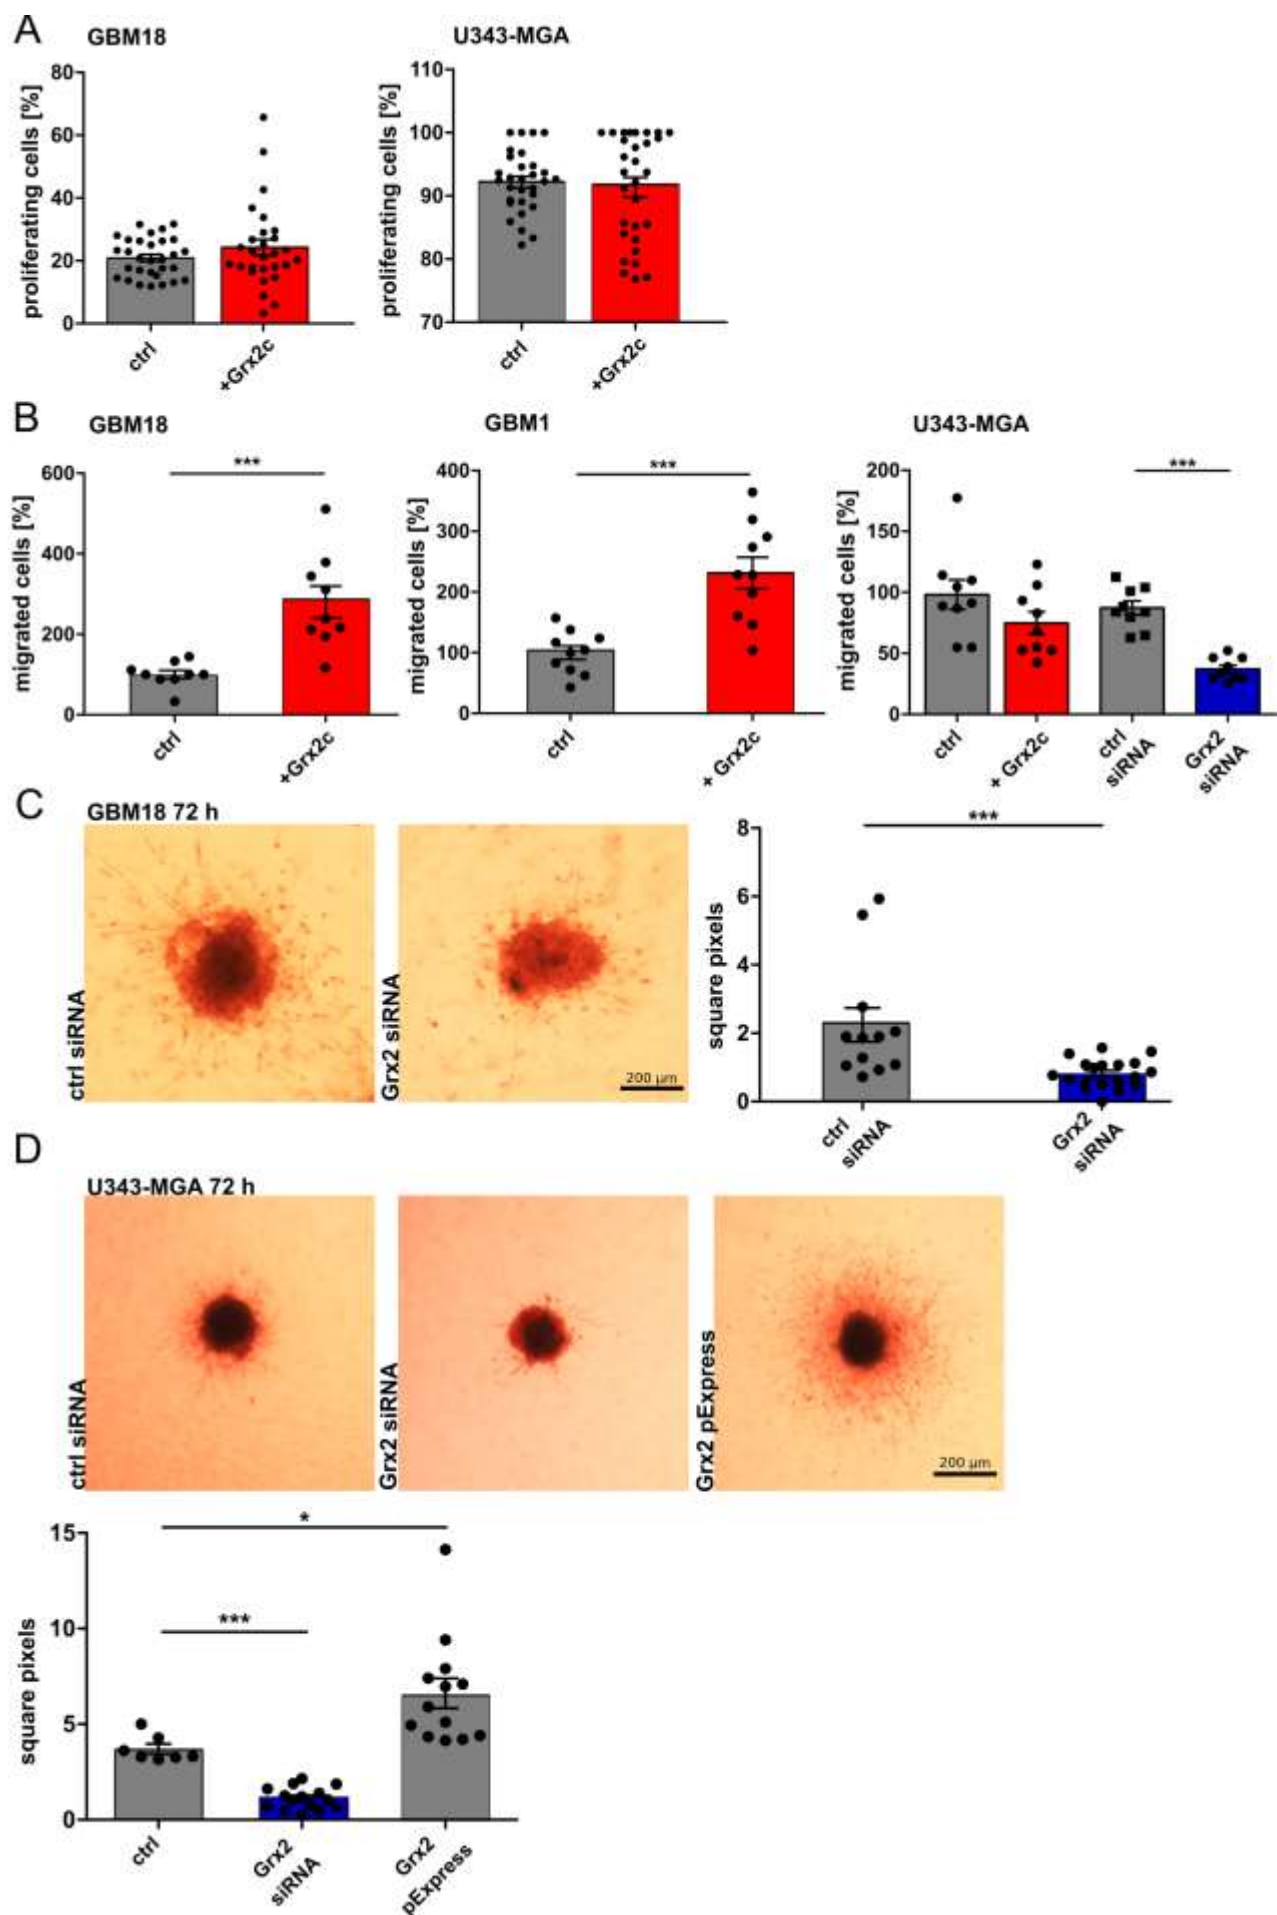 A
GBM18
U343-MGA
proliferating cells [%]
80
60
40
20
0
ctrl
+Grx2c
proliferating cells [%]
110
100
90
80
70
ctrl
+Grx2c
B
GBM18
GBM1
U343-MGA
migrated cells [%]
600
400
200
0
***
ctrl
+Grx2c
migrated cells [%]
400
300
200
100
0
***
ctrl
+ Grx2c
migrated cells [%]
200
150
100
50
0
***
ctrl
+ Grx2c
ctrl
siRNA
Grx2
siRNA
C
GBM18 72 h
ctrl siRNA
Grx2 siRNA
200 µm
square pixels
8
6
4
2
0
***
ctrl
siRNA
Grx2
siRNA
D
U343-MGA 72 h
ctrl siRNA
Grx2 siRNA
Grx2 pExpress
200 µm
square pixels
15
10
5
0
*
***
ctrl
Grx2
siRNA
Grx2
pExpress